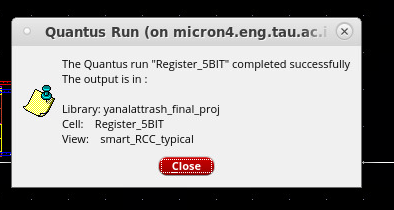 Quantus Run (on micron4.eng.tau.ac.i
The Quantus run "Register_5BIT" completed successfully
The output is in :
Library: yanalattrash_final_proj
Cell: Register_5BIT
View: smart_RCC_typical
Close